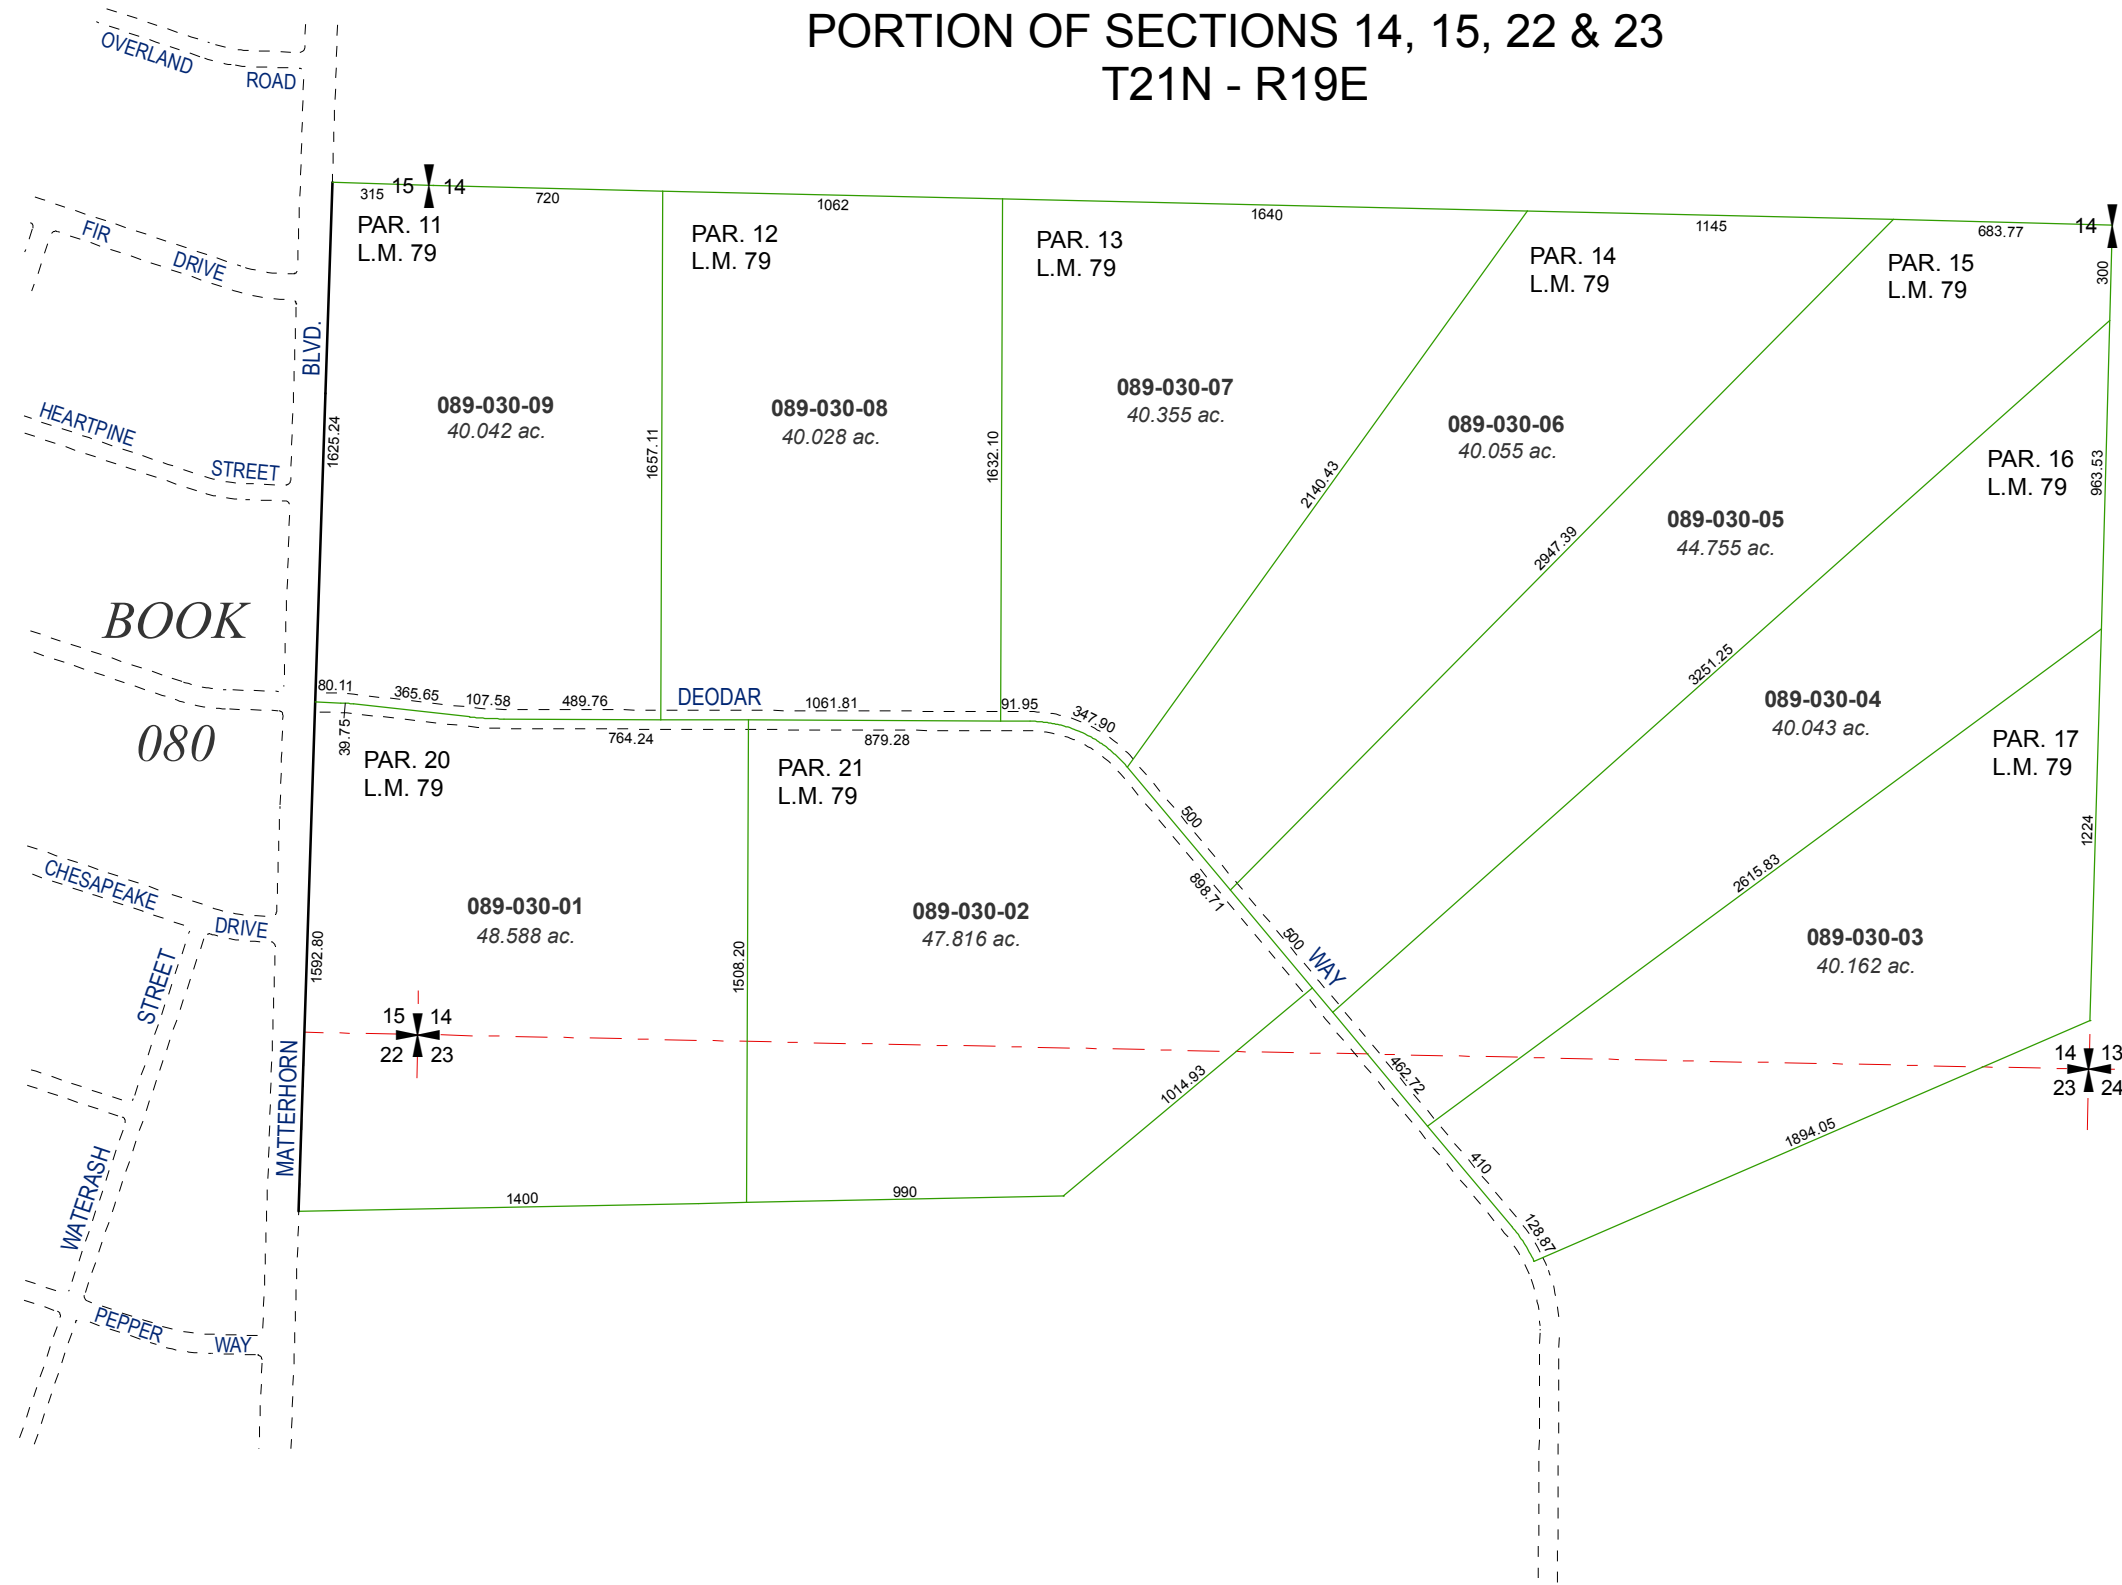 PORTION OF SECTIONS 14, 15, 22 & 23
T21N - R19E
OVERLAND ROAD
FIR DRIVE
HEARTPINE STREET
BOOK
080
CHESAPEAKE DRIVE
WATERASH STREET
PEPPER WAY
MATTERHORN BLVD.
315
15 14
720
1062
1640
1145
683.77
14
300
PAR. 11
L.M. 79
PAR. 12
L.M. 79
PAR. 13
L.M. 79
PAR. 14
L.M. 79
PAR. 15
L.M. 79
089-030-09
40.042 ac.
089-030-08
40.028 ac.
089-030-07
40.355 ac.
089-030-06
40.055 ac.
089-030-05
44.755 ac.
PAR. 16
L.M. 79
963.53
1625.24
1657.11
1632.10
2140.43
2947.39
3251.25
089-030-04
40.043 ac.
PAR. 17
L.M. 79
1224
80.11
365.65
107.58
489.76
DEODAR
1061.81
91.95
347.90
39.75
764.24
879.28
PAR. 20
L.M. 79
PAR. 21
L.M. 79
500
898.71
2615.83
089-030-01
48.588 ac.
089-030-02
47.816 ac.
089-030-03
40.162 ac.
1592.80
1508.20
500
WAY
15 14
22 23
14 13
23 24
1014.93
462.72
1894.05
410
128.87
1400
990